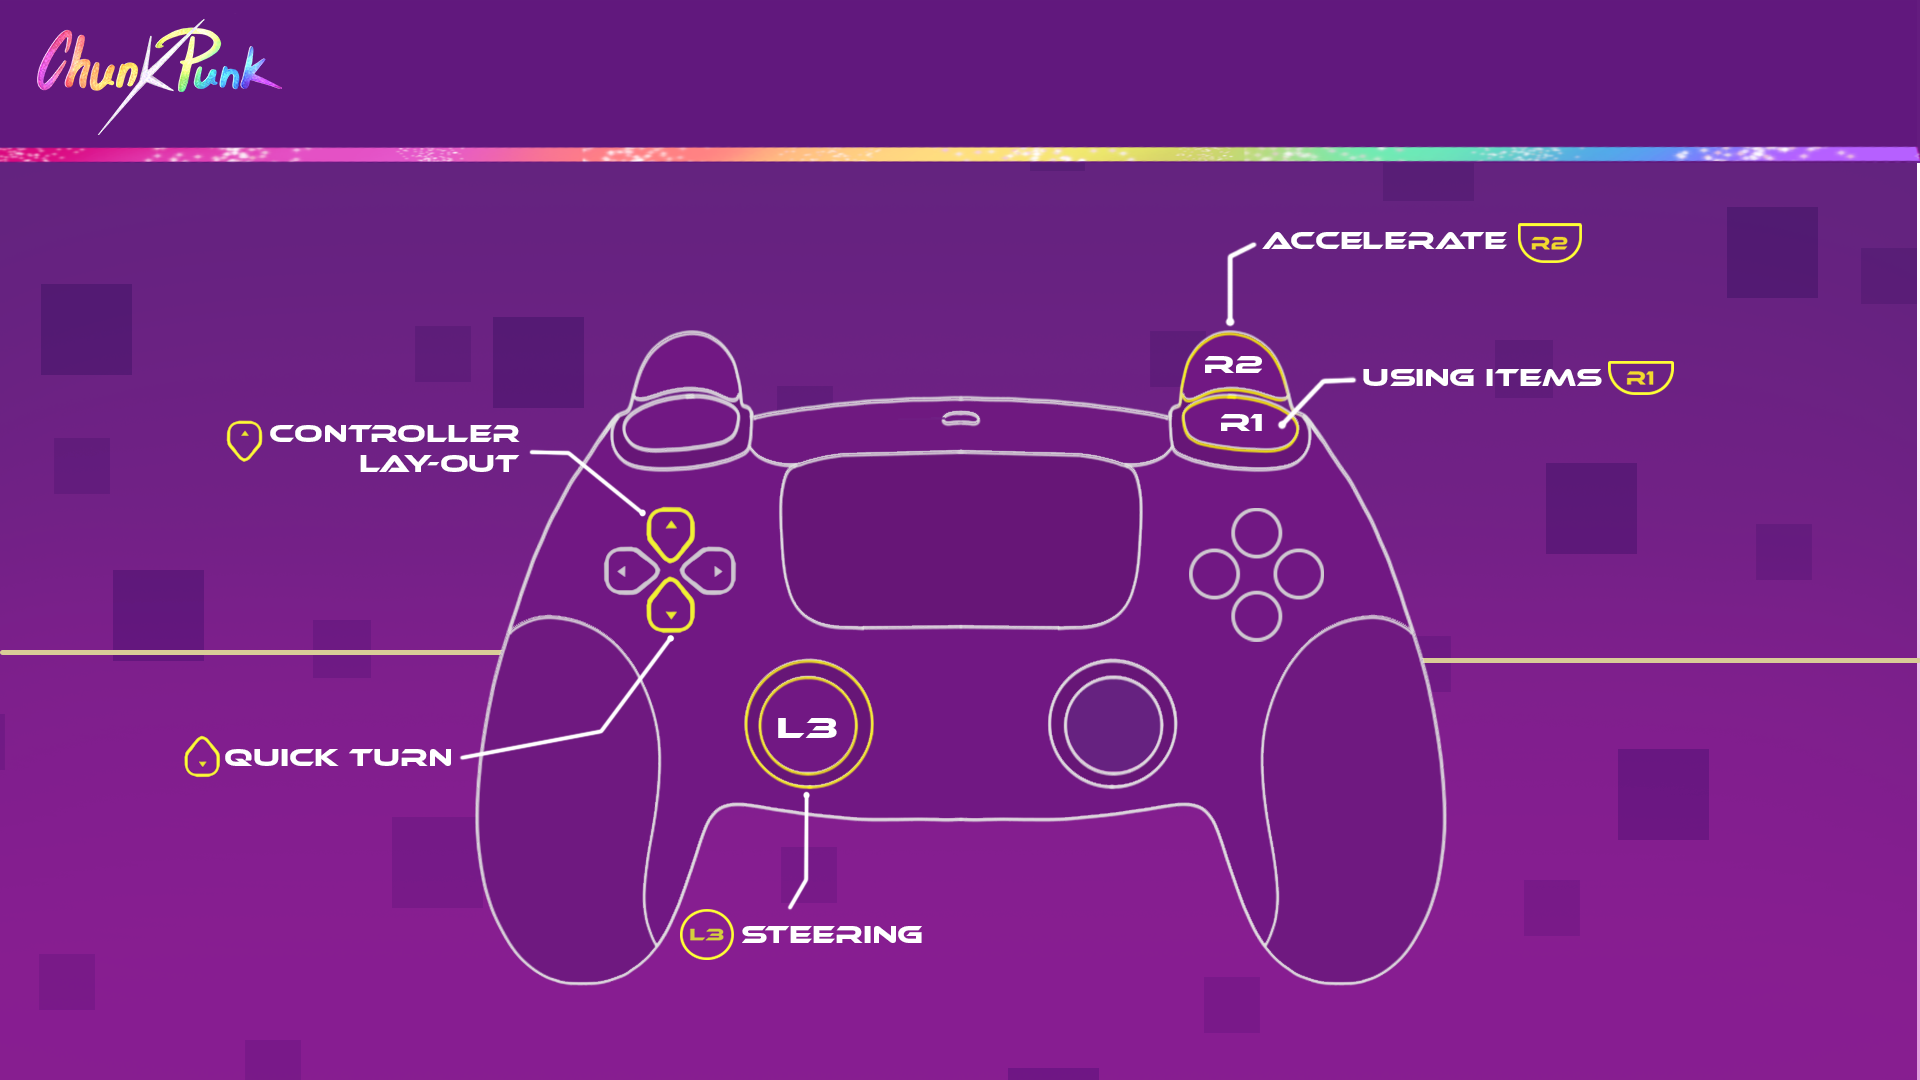 ChunkPunk
ACCELERATE R2
R2
USING ITEMS R1
R1
CONTROLLER
LAY-OUT
L3
QUICK TURN
L3 STEERING